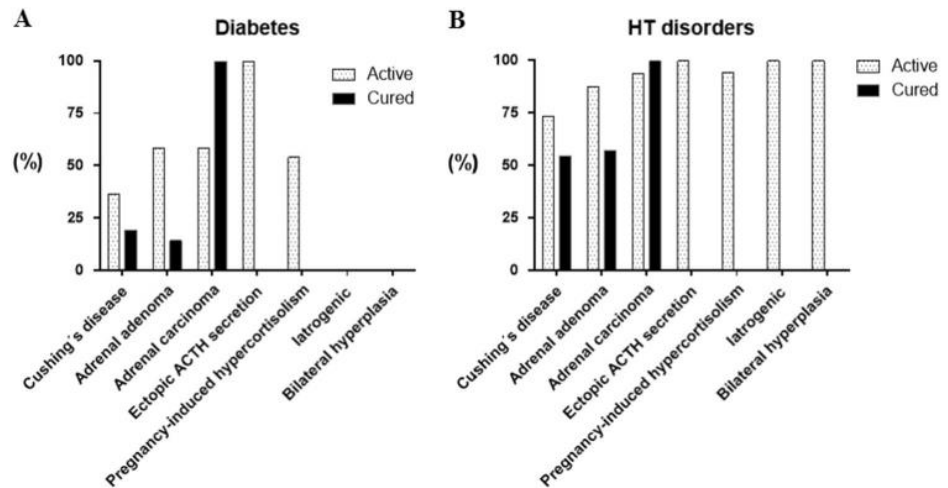 A
Diabetes
100
75
50
25
0
(%)
Active
Cured
Cushing´s disease
Adrenal adenoma
Adrenal carcinoma
Ectopic ACTH secretion
Pregnancy-induced hypercortisolism
Iatrogenic
Bilateral hyperplasia
B
HT disorders
100
75
50
25
0
(%)
Active
Cured
Cushing´s disease
Adrenal adenoma
Adrenal carcinoma
Ectopic ACTH secretion
Pregnancy-induced hypercortisolism
Iatrogenic
Bilateral hyperplasia